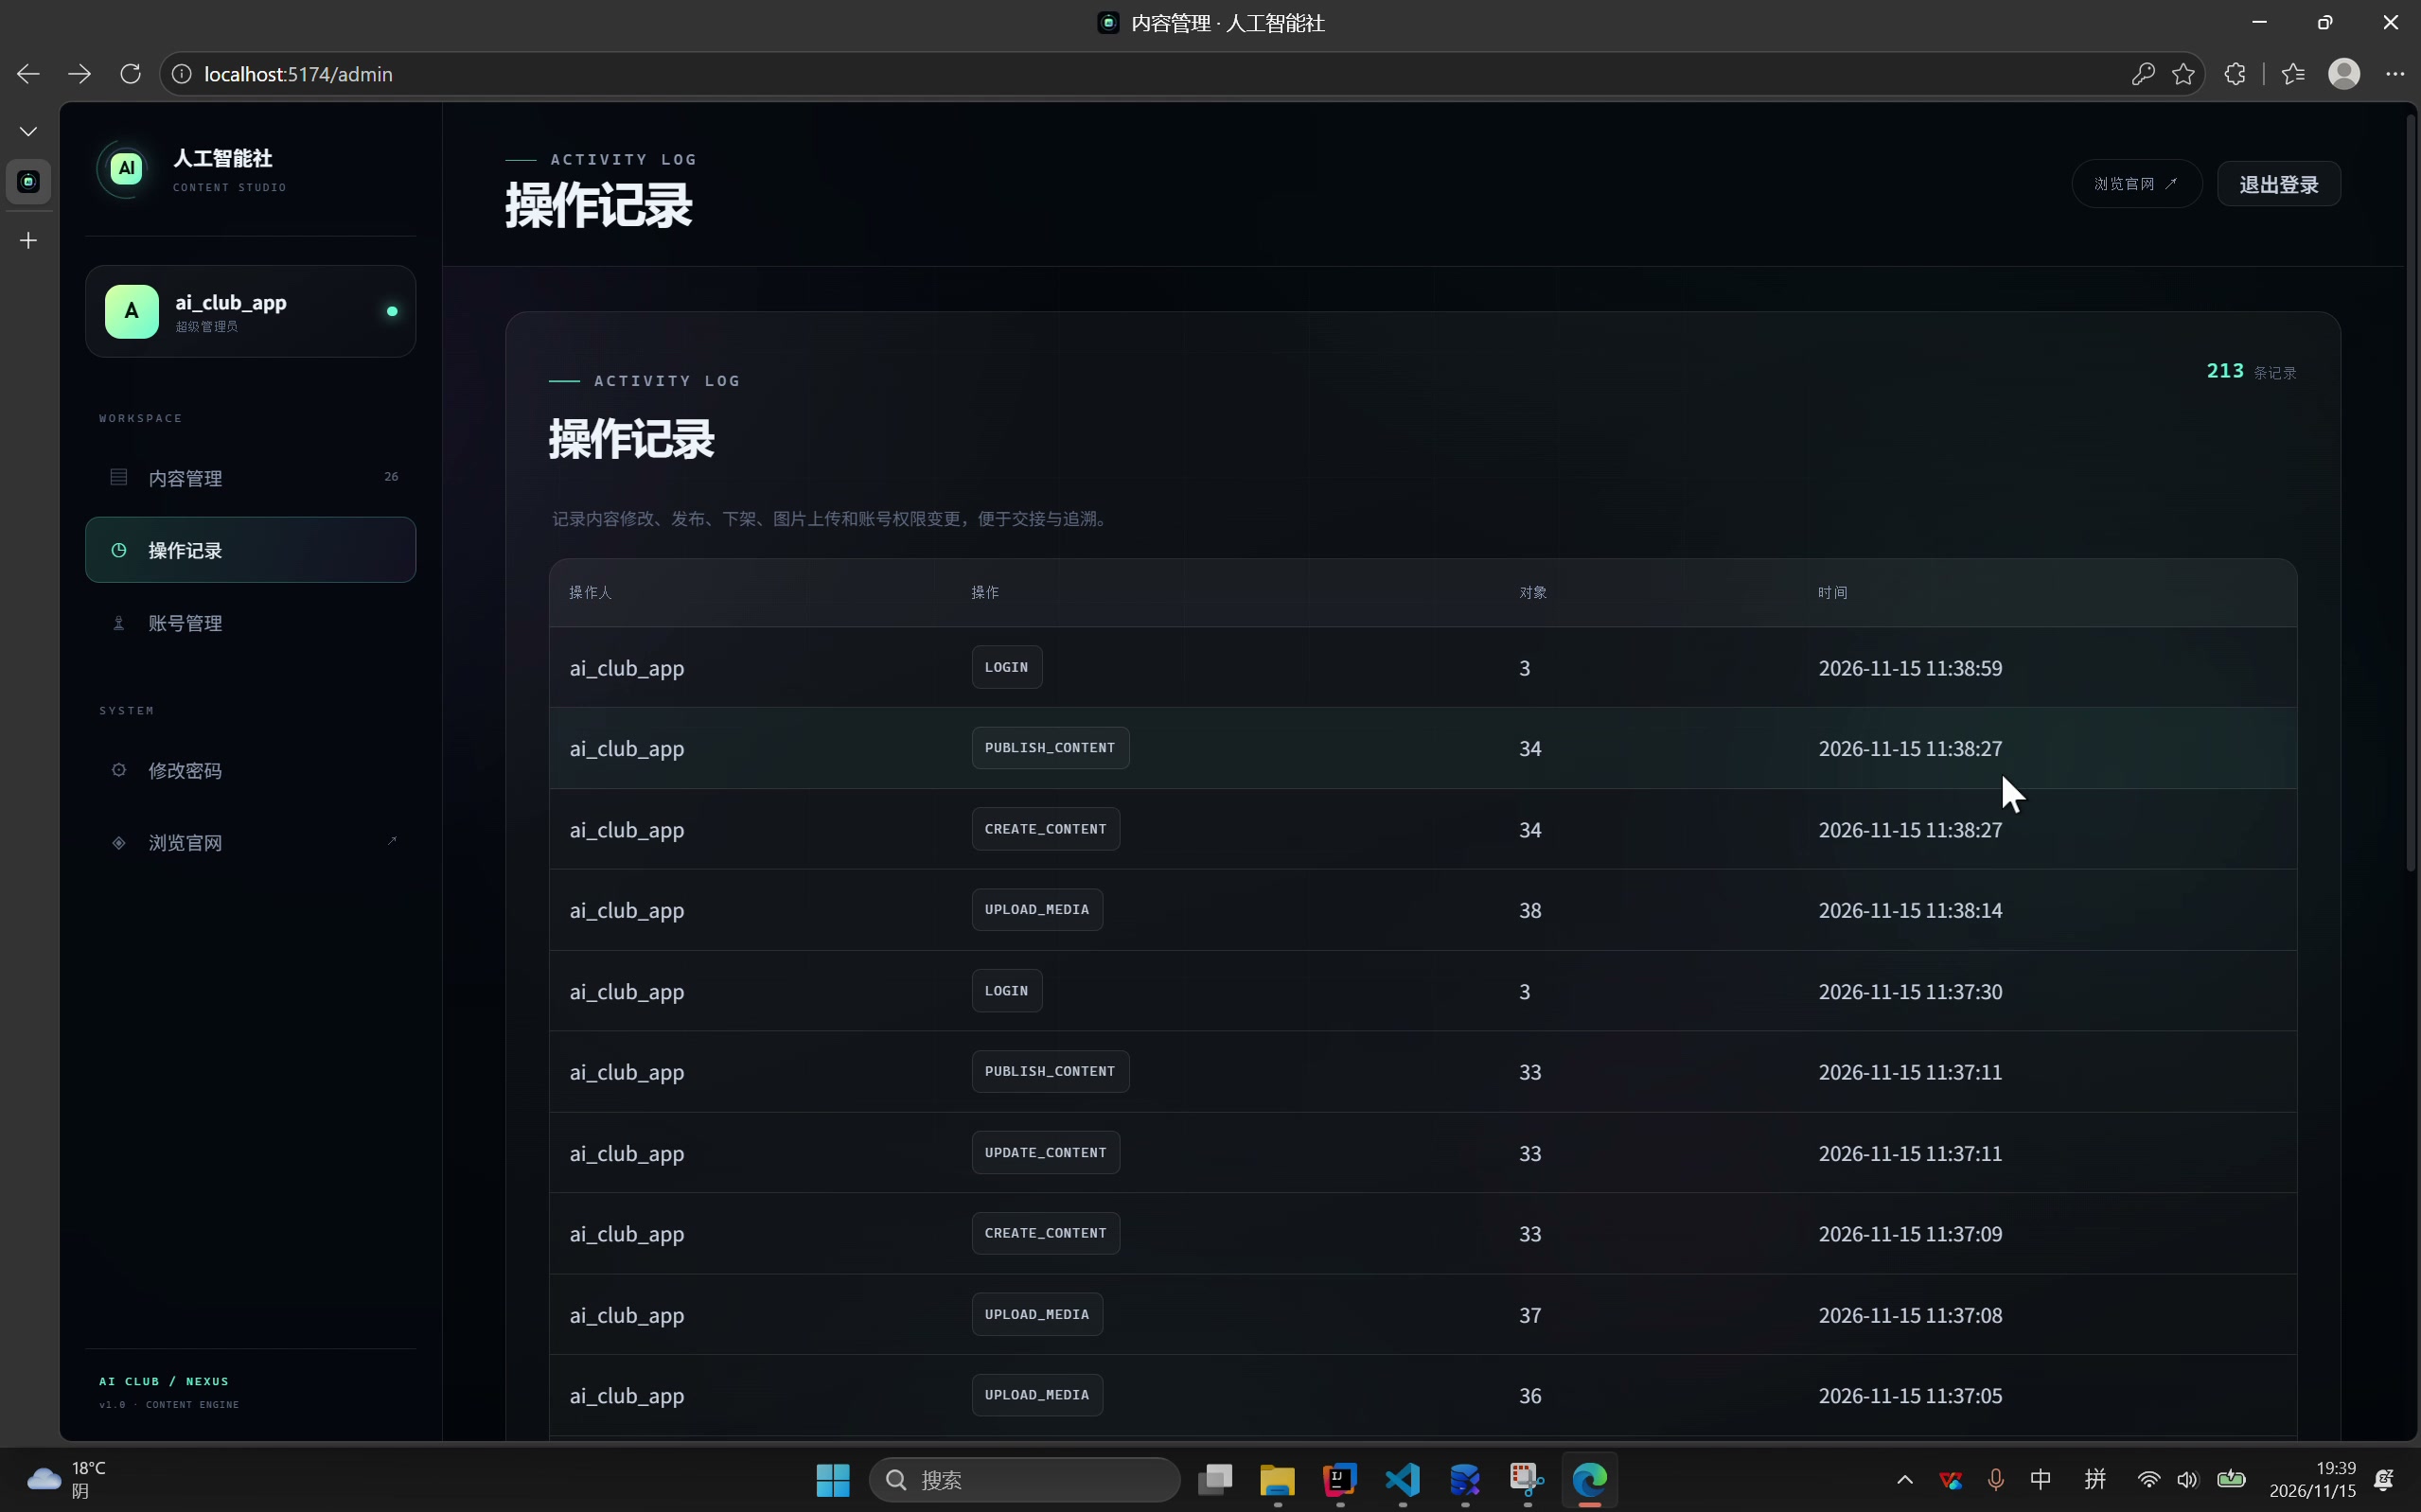 内容管理 · 人工智能社
localhost:5174/admin
AI
人工智能社
CONTENT STUDIO
A
ai_club_app
超级管理员
WORKSPACE
内容管理 26
操作记录
账号管理
SYSTEM
修改密码
浏览官网 ↗
AI CLUB / NEXUS
v1.0 · CONTENT ENGINE
ACTIVITY LOG
操作记录
浏览官网 ↗
退出登录
ACTIVITY LOG
213 条记录
操作记录
记录内容修改、发布、下架、图片上传和账号权限变更，便于交接与追溯。
操作人 操作 对象 时间
ai_club_app LOGIN 3 2026-11-15 11:38:59
ai_club_app PUBLISH_CONTENT 34 2026-11-15 11:38:27
ai_club_app CREATE_CONTENT 34 2026-11-15 11:38:27
ai_club_app UPLOAD_MEDIA 38 2026-11-15 11:38:14
ai_club_app LOGIN 3 2026-11-15 11:37:30
ai_club_app PUBLISH_CONTENT 33 2026-11-15 11:37:11
ai_club_app UPDATE_CONTENT 33 2026-11-15 11:37:11
ai_club_app CREATE_CONTENT 33 2026-11-15 11:37:09
ai_club_app UPLOAD_MEDIA 37 2026-11-15 11:37:08
ai_club_app UPLOAD_MEDIA 36 2026-11-15 11:37:05
18°C
阴
搜索
中
拼
19:39
2026/11/15